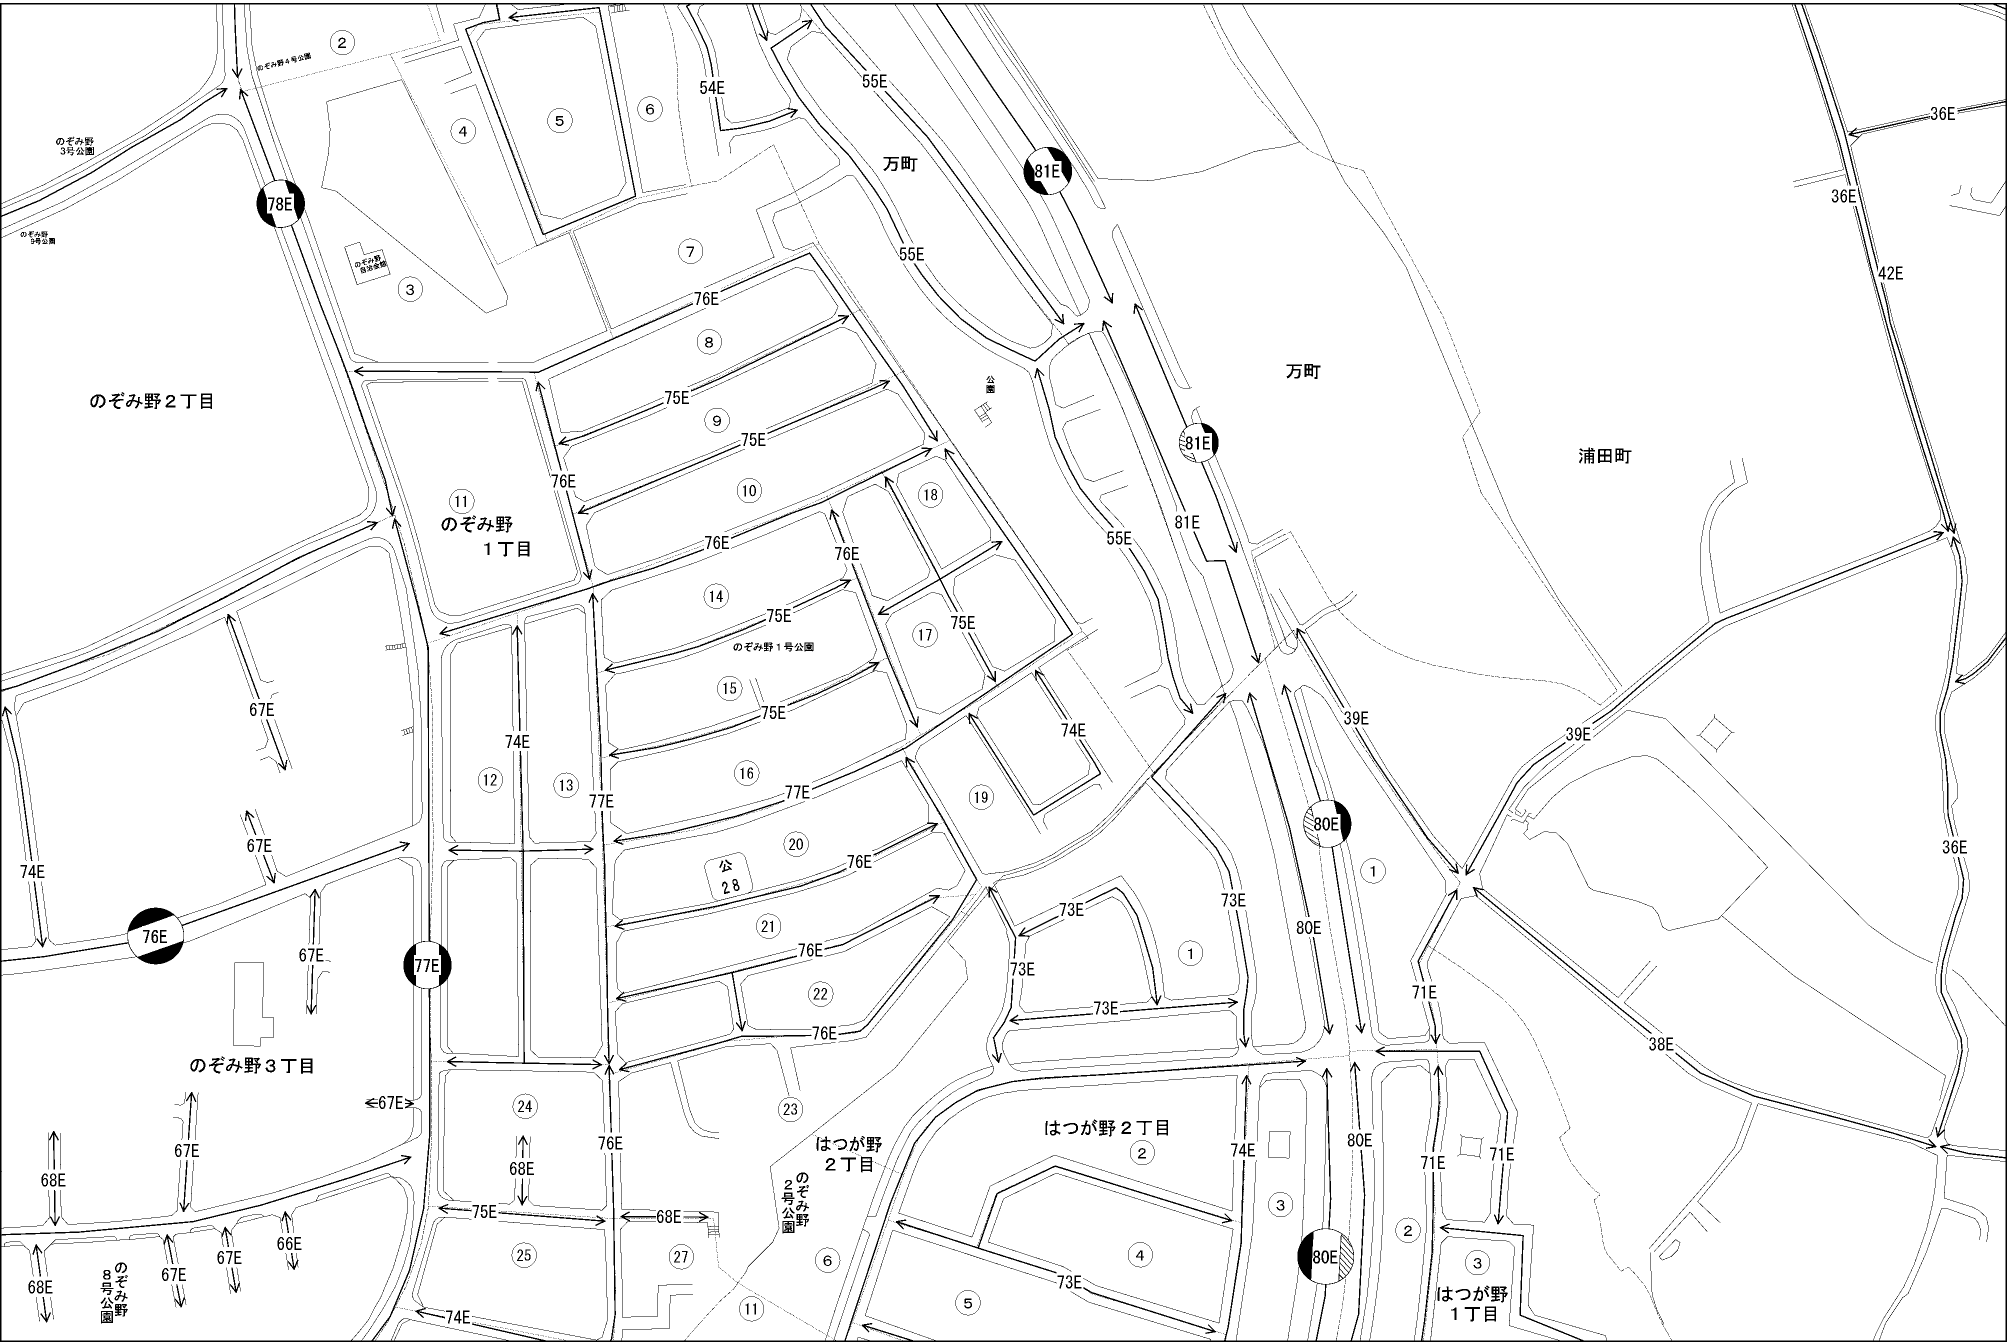 ②
のぞみ野４号公園
55E
54E
36E
④
⑤
⑥
のぞみ野
3号公園
万町
81E
36E
78E
のぞみ野
9号公園
⑦
55E
のぞみ野
自治会館
③
42E
76E
⑧
万町
公園
のぞみ野２丁目
75E
⑨
75E
81E
浦田町
76E
⑩
⑱
⑪
のぞみ野
１丁目
81E
76E
76E
55E
⑭
75E
75E
⑰
のぞみ野１号公園
⑮
67E
75E
39E
74E
39E
74E
⑫
⑬
⑯
77E
77E
⑲
80E
67E
⑳
76E
36E
74E
公
28
①
73E
73E
80E
76E
㉑
67E
76E
①
77E
73E
71E
㉒
73E
76E
38E
のぞみ野３丁目
67E
㉔
㉓
76E
はつが野２丁目
80E
はつが野
２丁目
②
74E
67E
71E
71E
68E
68E
のぞみ野
２号公園
③
75E
68E
②
66E
67E
㉕
㉗
⑥
④
80E
③
67E
68E
73E
のぞみ野
８号公園
はつが野
１丁目
⑤
⑪
74E